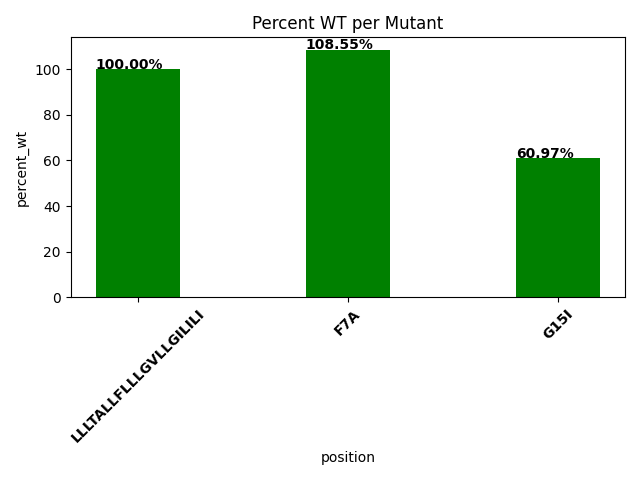 Percent WT per Mutant
percent_wt
100
80
60
40
20
0
100.00%
108.55%
60.97%
LLLTALLFLLLGVLLGILILI
F7A
G15I
position